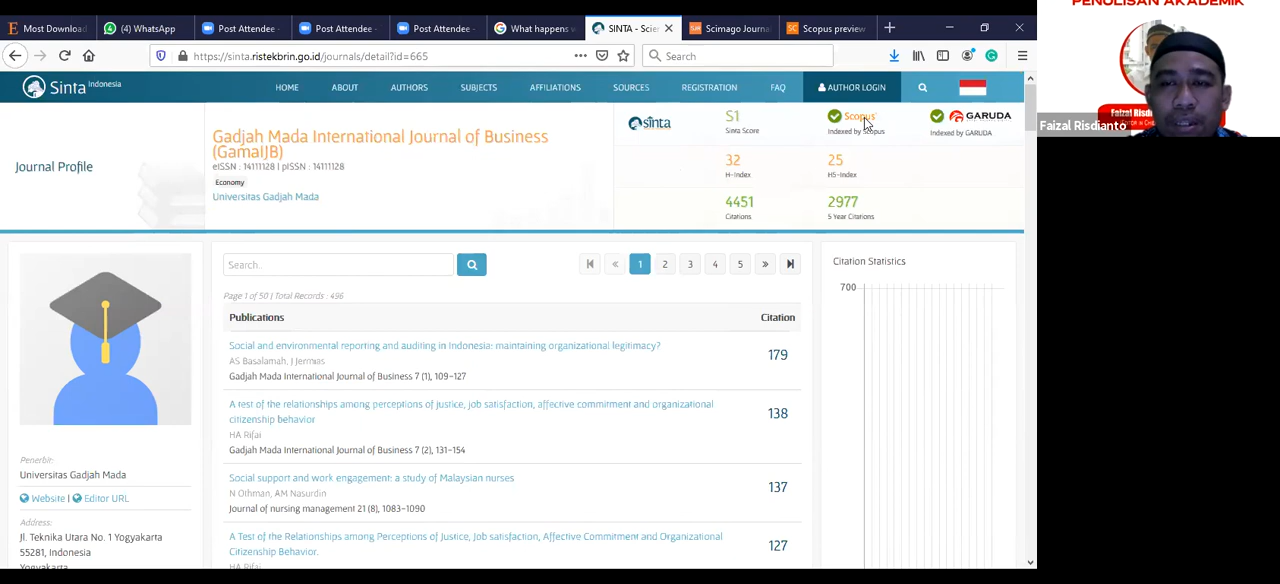 Most Download
(4) WhatsApp
Post Attendee -
Post Attendee -
Post Attendee -
What happens
SINTA - Scie
Scimago Journ
Scopus preview
https://sinta.ristekbrin.go.id/journals/detail?id=665
Search
Sinta Indonesia
HOME
ABOUT
AUTHORS
SUBJECTS
AFFILIATIONS
SOURCES
REGISTRATION
FAQ
AUTHOR LOGIN
Journal Profile
Gadjah Mada International Journal of Business
(GamaIJB)
eISSN : 14111128 | pISSN : 14111128
Economy
Universitas Gadjah Mada
sinta
S1
Sinta Score
Scopus
Indexed by Scopus
GARUDA
Indexed by GARUDA
32
H-Index
25
H5-Index
4451
Citations
2977
5 Year Citations
Search..
1
2
3
4
5
Page 1 of 50 | Total Records : 496
Publications
Citation
Social and environmental reporting and auditing in Indonesia: maintaining organizational legitimacy?
AS Basalamah, J Jermias
Gadjah Mada International Journal of Business 7 (1), 109-127
179
A test of the relationships among perceptions of justice, job satisfaction, affective commitment and organizational
citizenship behavior
HA Rifai
Gadjah Mada International Journal of Business 7 (2), 131-154
138
Social support and work engagement: a study of Malaysian nurses
N Othman, AM Nasurdin
Journal of nursing management 21 (8), 1083-1090
137
A Test of the Relationships among Perceptions of Justice, Job satisfaction, Affective Commitment and Organizational
Citizenship Behavior.
HA Rifai
127
Citation Statistics
700
Penerbit:
Universitas Gadjah Mada
Website | Editor URL
Address:
Jl. Teknika Utara No. 1 Yogyakarta
55281, Indonesia
Yogyakarta
PENULISAN AKADEMIK
Faizal Risdianto
Faizal Risdianto